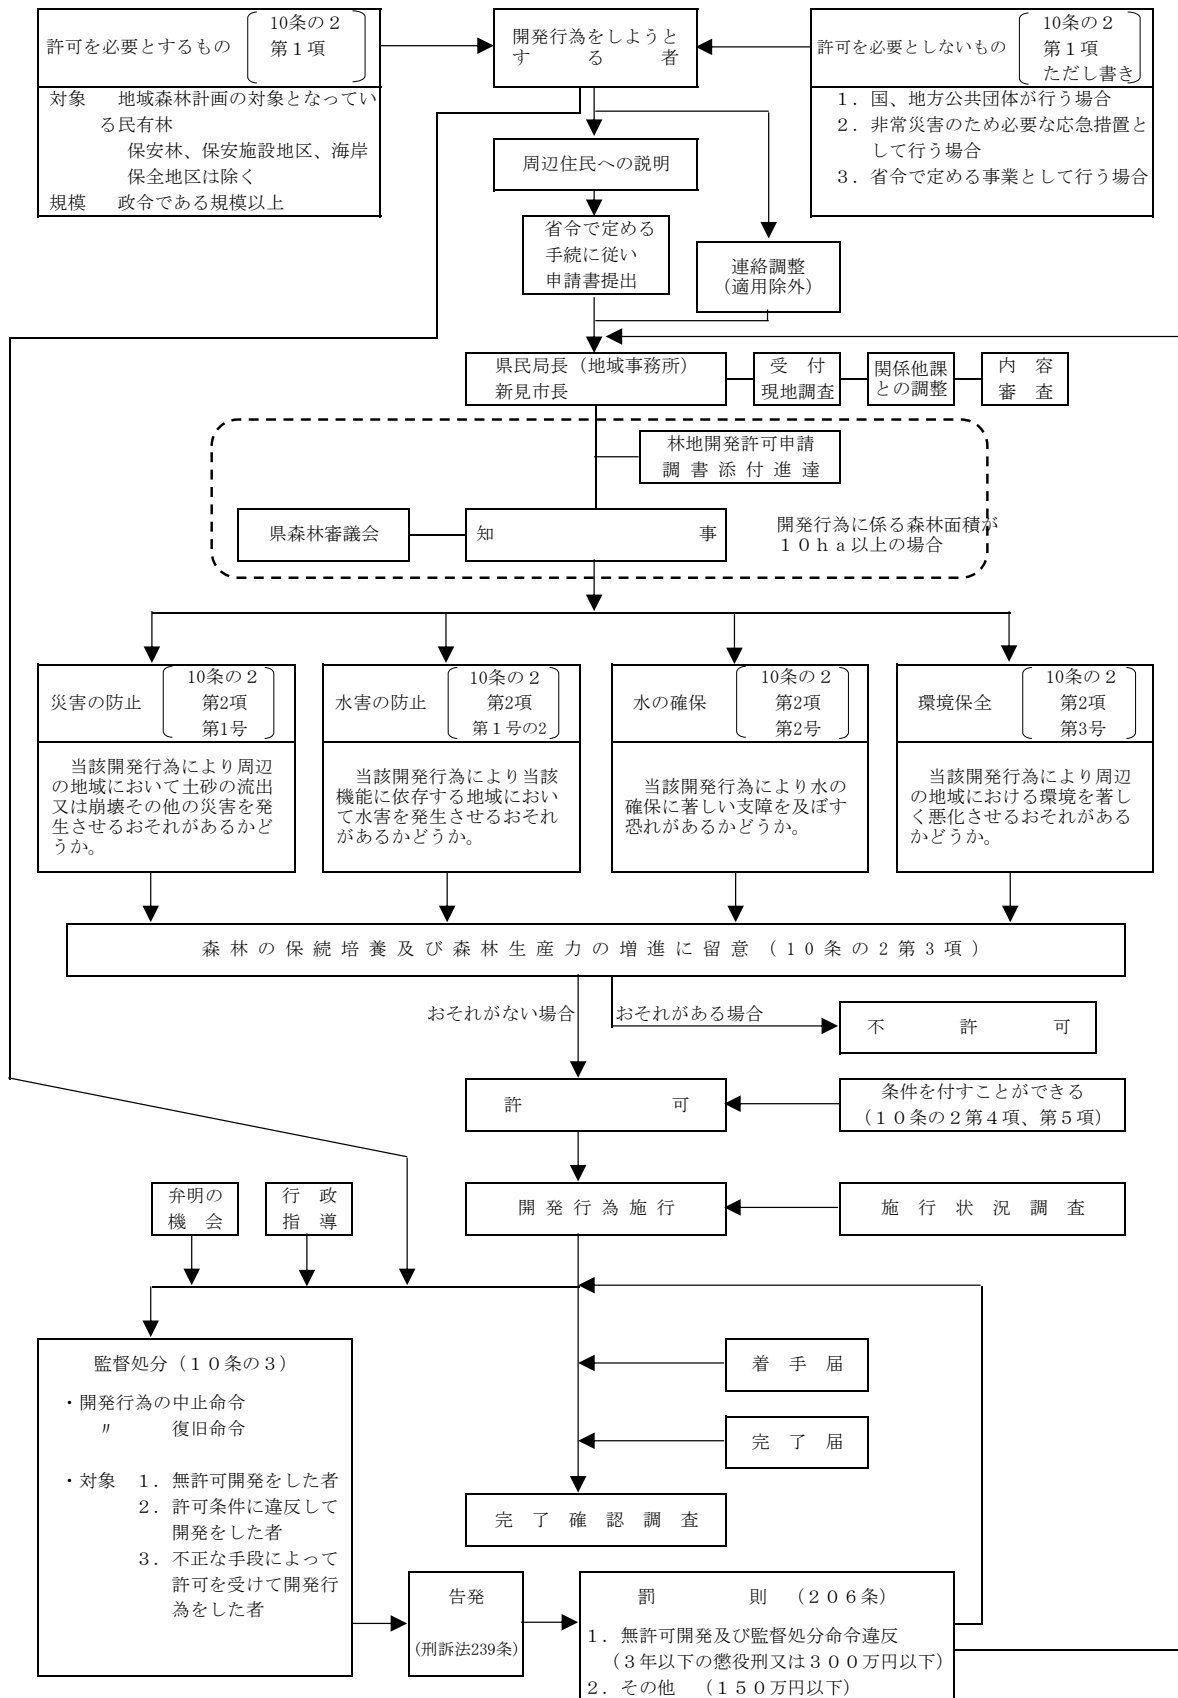 許可を必要とするもの
10条の2
第1項
対象　地域森林計画の対象となってい
る民有林
保安林、保安施設地区、海岸
保全地区は除く
規模　政令である規模以上
開発行為をしようと
する者
許可を必要としないもの
10条の2
第1項
ただし書き
1．国、地方公共団体が行う場合
2．非常災害のため必要な応急措置と
して行う場合
3．省令で定める事業として行う場合
周辺住民への説明
省令で定める
手続に従い
申請書提出
連絡調整
（適用除外）
県民局長（地域事務所）
新見市長
受　付
現地調査
関係他課
との調整
内　容
審　査
林地開発許可申請
調書添付進達
県森林審議会
知　事
開発行為に係る森林面積が
10ｈａ以上の場合
災害の防止
10条の2
第2項
第1号
当該開発行為により周辺
の地域において土砂の流出
又は崩壊その他の災害を発
生させるおそれがあるかど
うか。
水害の防止
10条の2
第2項
第1号の2
当該開発行為により当該
機能に依存する地域におい
て水害を発生させるおそれ
があるかどうか。
水の確保
10条の2
第2項
第2号
当該開発行為により水の
確保に著しい支障を及ぼす
恐れがあるかどうか。
環境保全
10条の2
第2項
第3号
当該開発行為により周辺
の地域における環境を著し
く悪化させるおそれがある
かどうか。
森林の保続培養及び森林生産力の増進に留意（10条の2第3項）
おそれがない場合
おそれがある場合
不　許　可
許　可
条件を付すことができる
（10条の2第4項、第5項）
弁明の
機　会
行　政
指　導
開発行為施行
施行状況調査
監督処分（10条の3）
・開発行為の中止命令
〃　　復旧命令
・対象　1．無許可開発をした者
2．許可条件に違反して
開発をした者
3．不正な手段によって
許可を受けて開発行
為をした者
着手届
完了届
完了確認調査
告発
(刑訴法239条)
罰　則　（206条）
1．無許可開発及び監督処分命令違反
（3年以下の懲役刑又は300万円以下）
2．その他　（150万円以下）